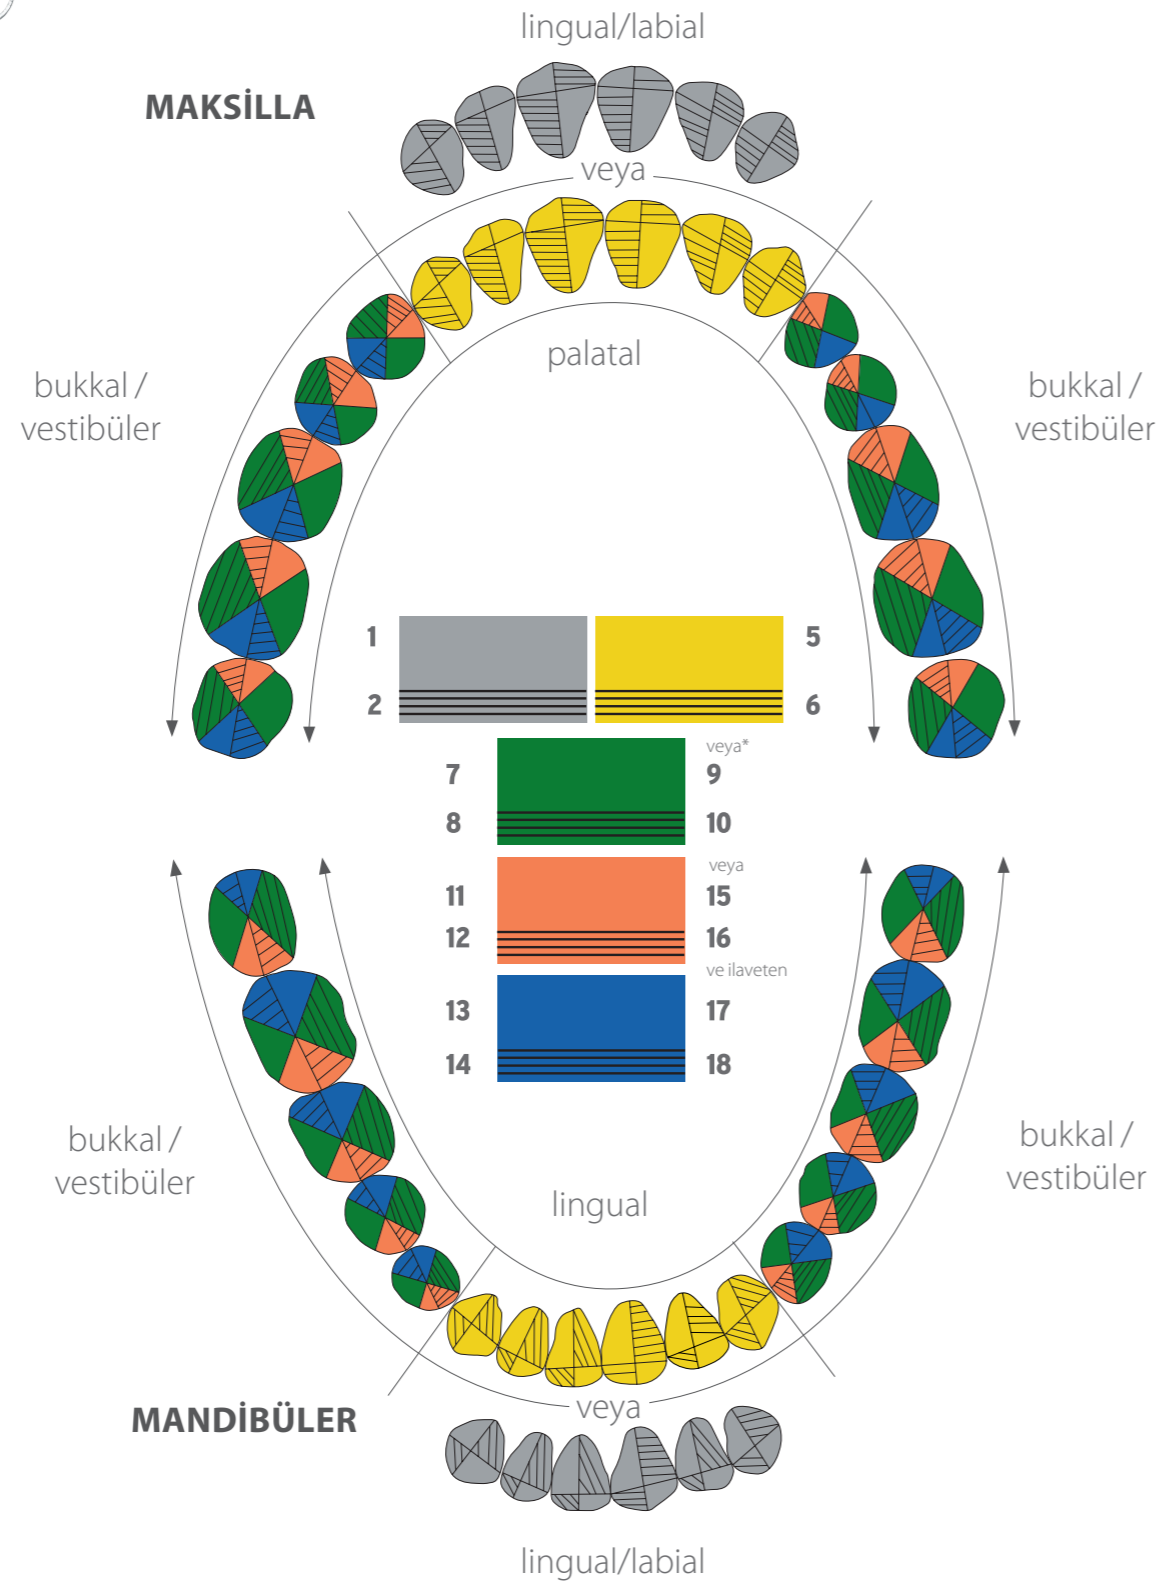 lingual/labial
MAKSİLLA
veya
palatal
bukkal /
vestibüler
bukkal /
vestibüler
1
5
2
6
veya*
7
9
8
10
veya
11
15
12
16
ve ilaveten
13
17
14
18
bukkal /
vestibüler
bukkal /
vestibüler
lingual
veya
MANDİBÜLER
lingual/labial